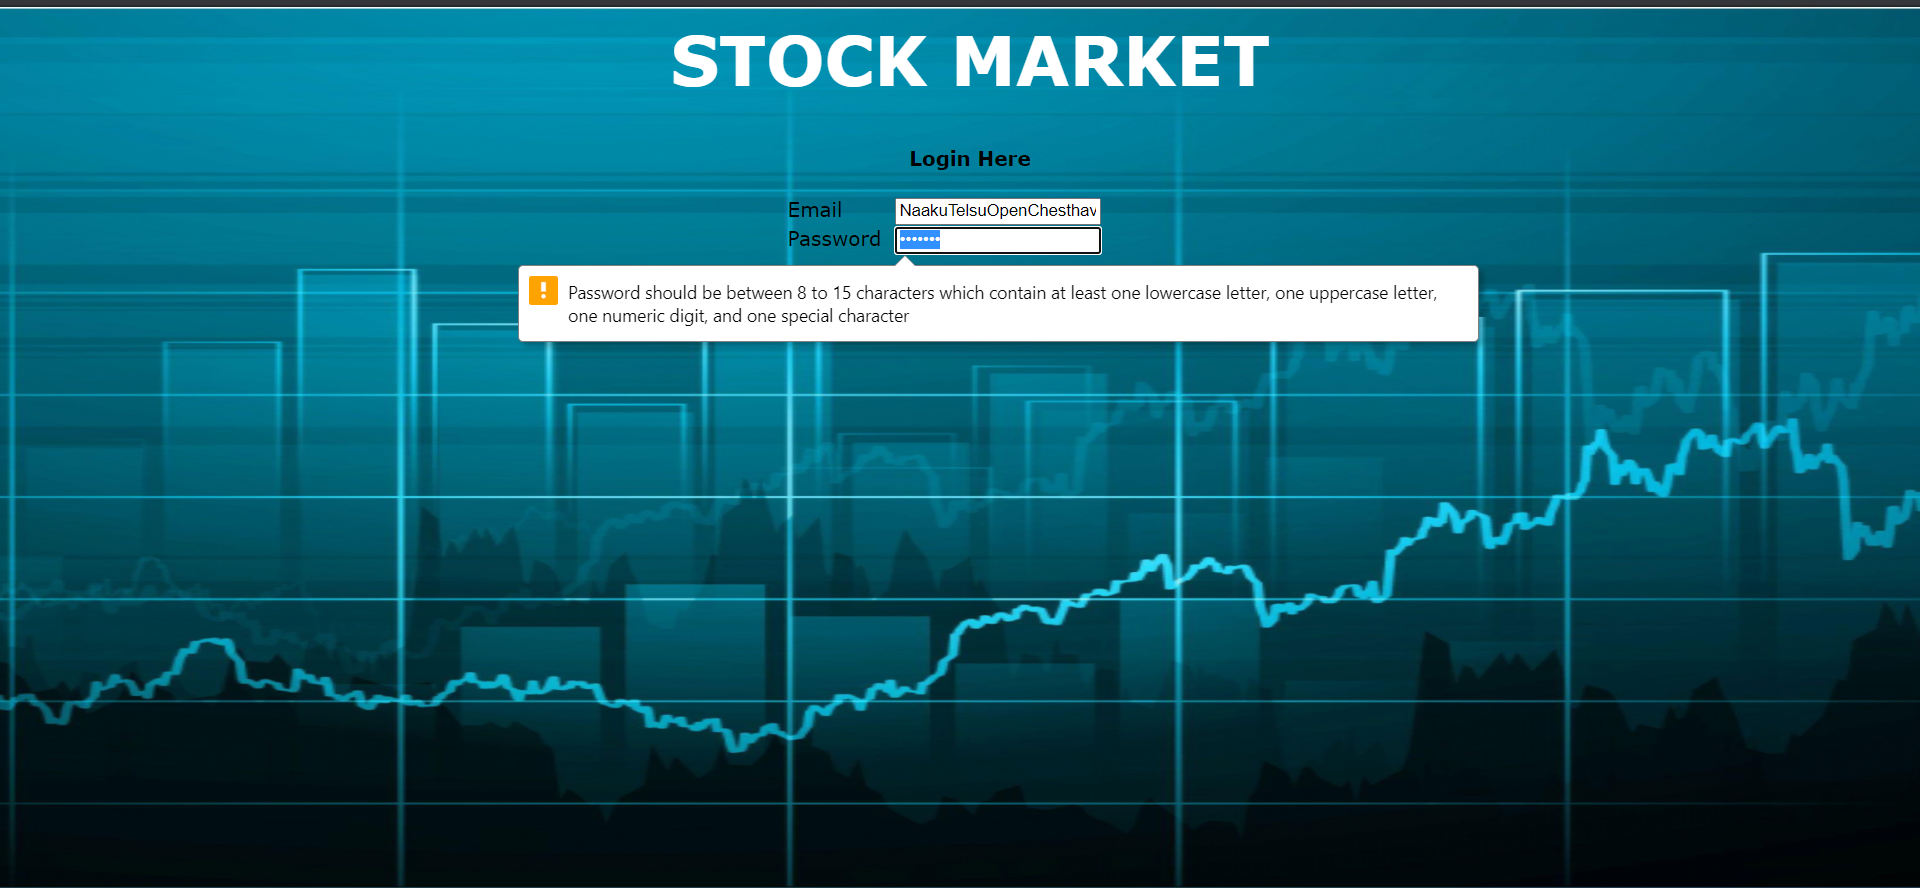 STOCK MARKET
Login Here
Email NaakuTelsuOpenChesthav
Password •••••••
Password should be between 8 to 15 characters which contain at least one lowercase letter, one uppercase letter,
one numeric digit, and one special character